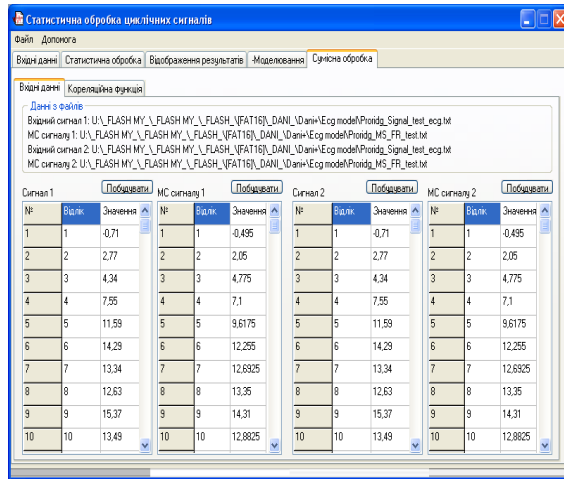 Статистична обробка циклічних сигналів
Файл Допомога
Вхідні данні Статистична обробка Відображення результатів Моделювання Сумісна обробка
Вхідні данні Кореляційна функція
Данні з файлів
Вхідний сигнал 1: U:\_FLASH MY_\_FLASH MY_\_FLASH_\[FAT16]\_DANI_\Dani+\Ecg model\Proridg_Signal_test_ecg.txt
МС сигналу 1: U:\_FLASH MY_\_FLASH MY_\_FLASH_\[FAT16]\_DANI_\Dani+\Ecg model\Proridg_MS_FR_test_ecg.txt
Вхідний сигнал 2: U:\_FLASH MY_\_FLASH MY_\_FLASH_\[FAT16]\_DANI_\Dani+\Ecg model\Proridg_Signal_test_ecg.txt
МС сигналу 2: U:\_FLASH MY_\_FLASH MY_\_FLASH_\[FAT16]\_DANI_\Dani+\Ecg model\Proridg_MS_FR_test_ecg.txt
Сигнал 1 Побудувати МС сигналу 1 Побудувати Сигнал 2 Побудувати МС сигналу 2 Побудувати
№ Відлік Значення № Відлік Значення № Відлік Значення № Відлік Значення
1 1 -0,71 1 1 -0,495 1 1 -0,71 1 1 -0,495
2 2 2,77 2 2 2,05 2 2 2,77 2 2 2,05
3 3 4,34 3 3 4,775 3 3 4,34 3 3 4,775
4 4 7,55 4 4 7,1 4 4 7,55 4 4 7,1
5 5 11,59 5 5 9,6175 5 5 11,59 5 5 9,6175
6 6 14,29 6 6 12,255 6 6 14,29 6 6 12,255
7 7 13,34 7 7 12,6925 7 7 13,34 7 7 12,6925
8 8 12,63 8 8 13,35 8 8 12,63 8 8 13,35
9 9 15,37 9 9 14,31 9 9 15,37 9 9 14,31
10 10 13,49 10 10 12,8825 10 10 13,49 10 10 12,8825